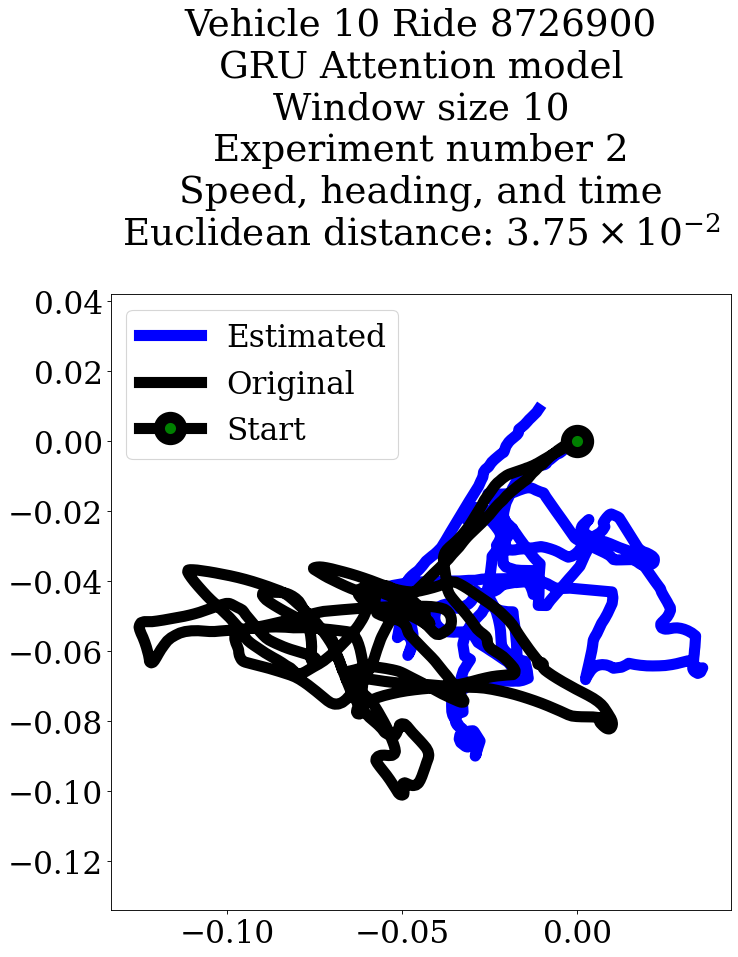 Vehicle 10 Ride 8726900
GRU Attention model
Window size 10
Experiment number 2
Speed, heading, and time
Euclidean distance: 3.75 × 10⁻²
Estimated
Original
Start
0.04
0.02
0.00
−0.02
−0.04
−0.06
−0.08
−0.10
−0.12
−0.10
−0.05
0.00